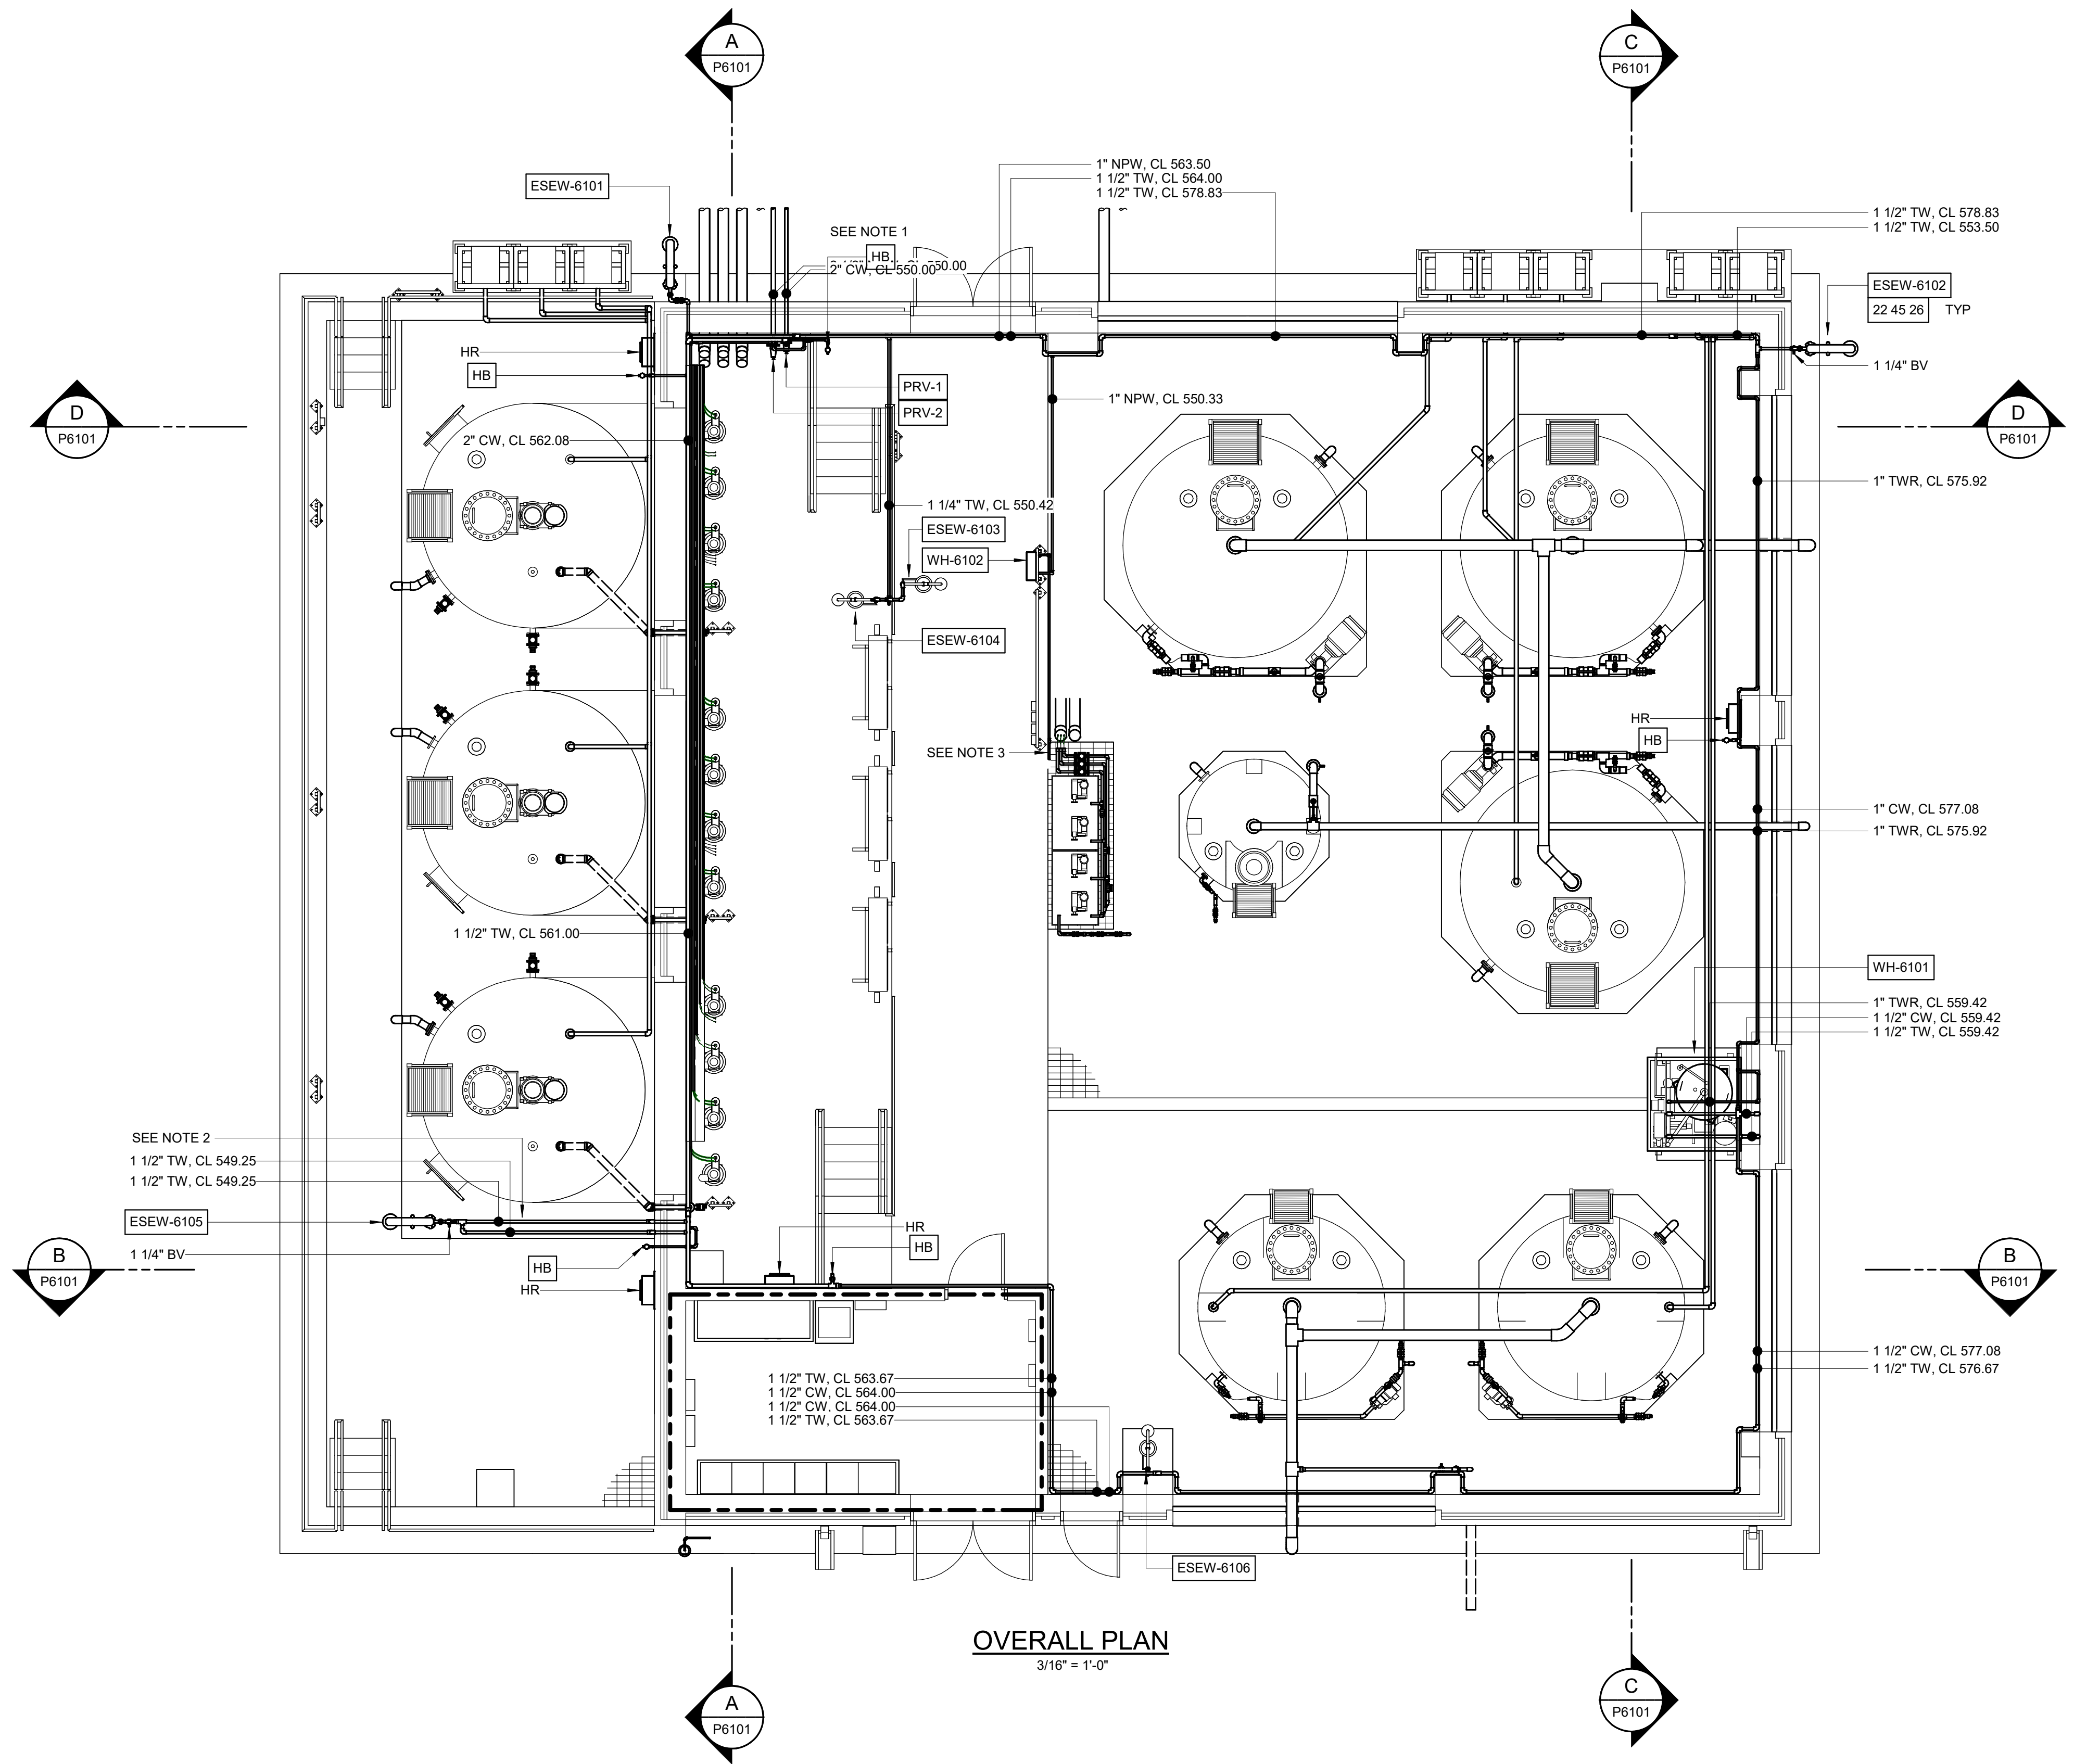 A
P6101
C
P6101
1" NPW, CL 563.50
1 1/2" TW, CL 564.00
1 1/2" TW, CL 578.83
ESEW-6101
1 1/2" TW, CL 578.83
1 1/2" TW, CL 553.50
SEE NOTE 1
HB
2" CW, CL 550.00
ESEW-6102
22 45 26 TYP
HR
HB
1 1/4" BV
PRV-1
PRV-2
1" NPW, CL 550.33
D
P6101
D
P6101
2" CW, CL 562.08
1" TWR, CL 575.92
1 1/4" TW, CL 550.42
ESEW-6103
WH-6102
ESEW-6104
HR
HB
SEE NOTE 3
1" CW, CL 577.08
1" TWR, CL 575.92
1 1/2" TW, CL 561.00
WH-6101
1" TWR, CL 559.42
1 1/2" CW, CL 559.42
1 1/2" TW, CL 559.42
SEE NOTE 2
1 1/2" TW, CL 549.25
1 1/2" TW, CL 549.25
ESEW-6105
1 1/4" BV
HR
HB
HB
HR
B
P6101
B
P6101
1 1/2" CW, CL 577.08
1 1/2" TW, CL 576.67
1 1/2" TW, CL 563.67
1 1/2" CW, CL 564.00
1 1/2" CW, CL 564.00
1 1/2" TW, CL 563.67
ESEW-6106
OVERALL PLAN
3/16" = 1'-0"
A
P6101
C
P6101